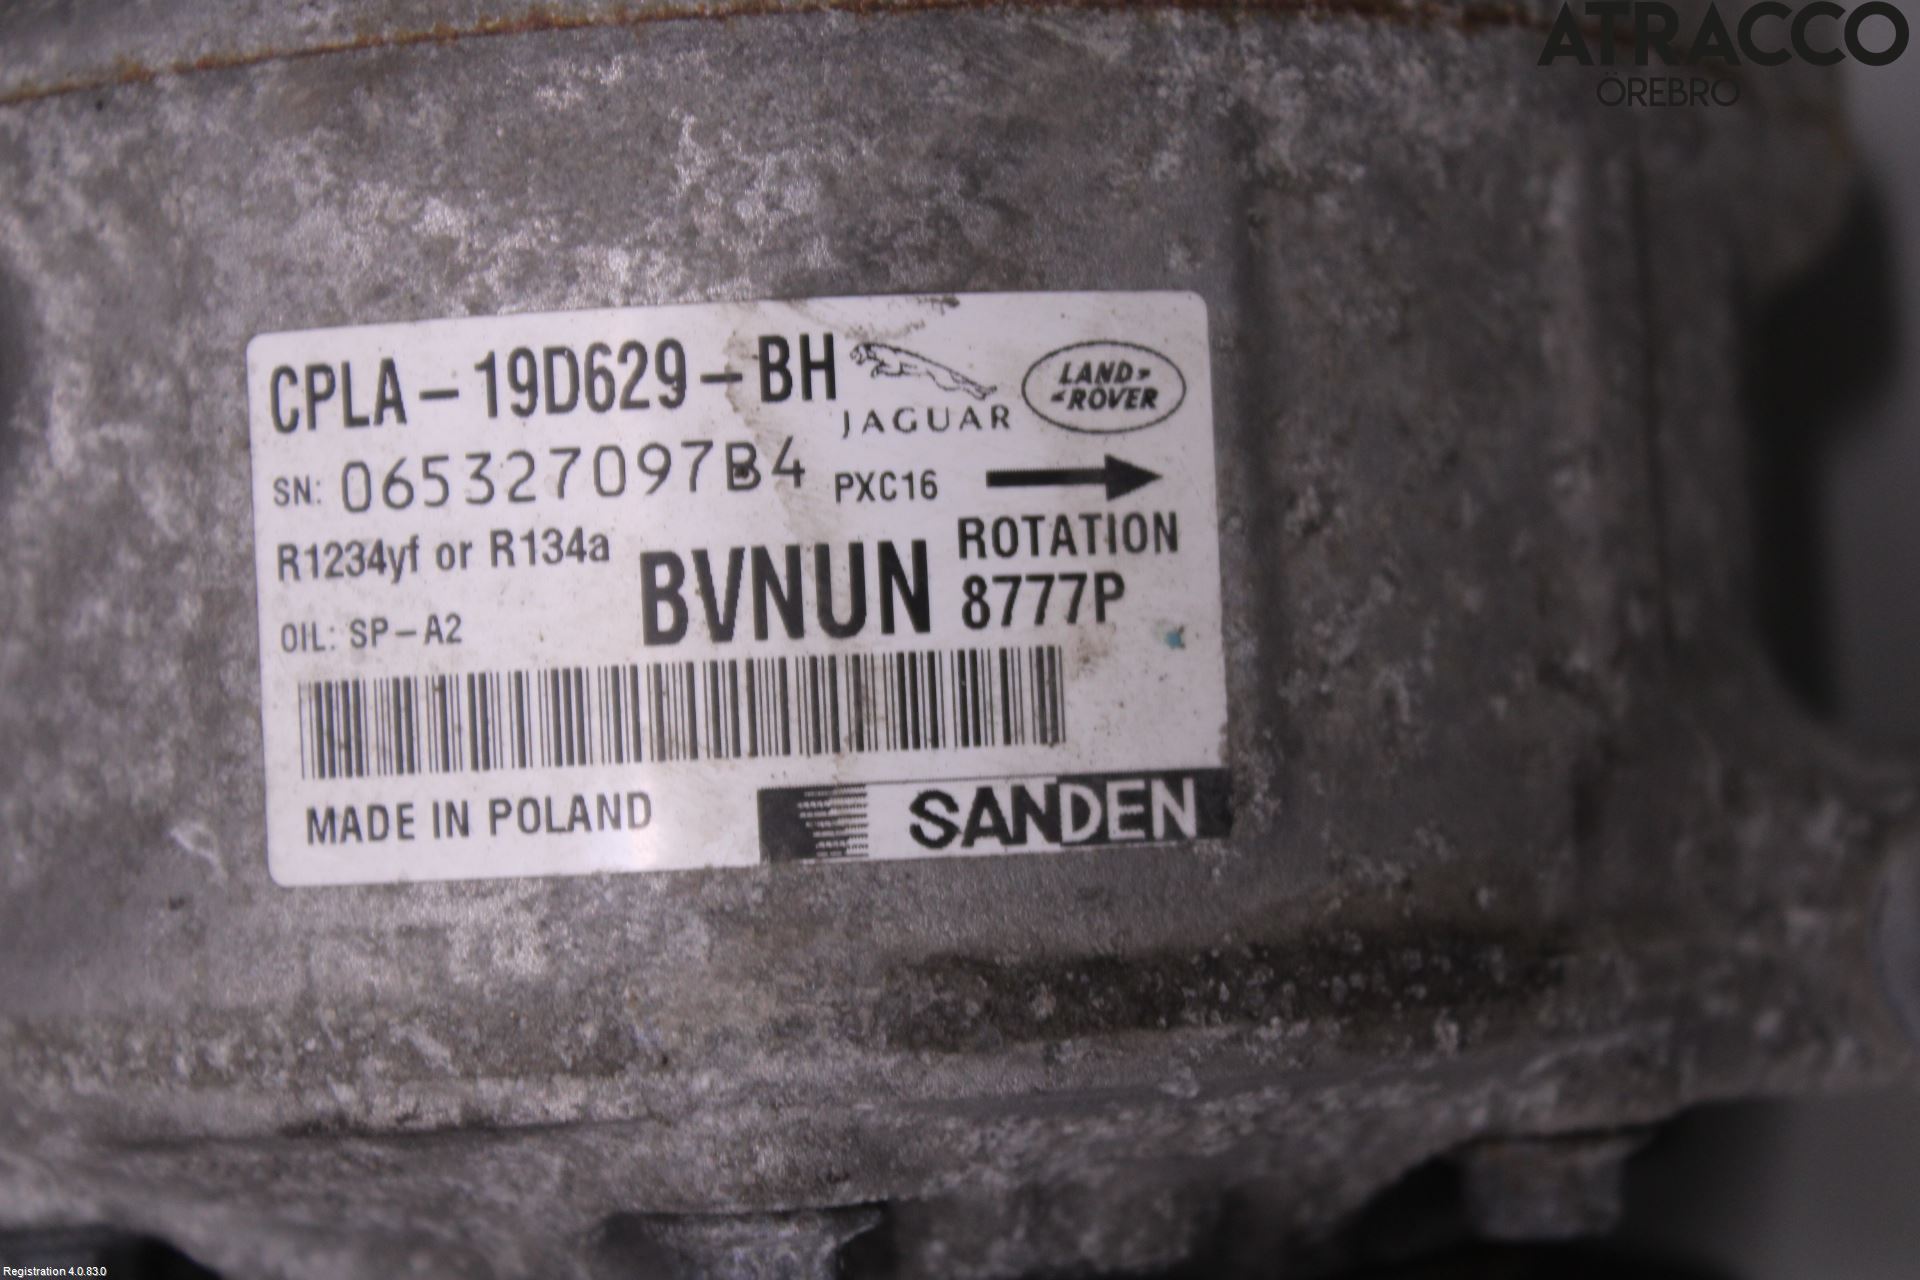 ATRACCO
ÖREBRO
CPLA-19D629-BH
JAGUAR
LAND
ROVER
SN: 065327097B4 PXC16
R1234yf or R134a
BVNUN
ROTATION
8777P
OIL: SP-A2
MADE IN POLAND
SANDEN
Registration 4.0.83.0